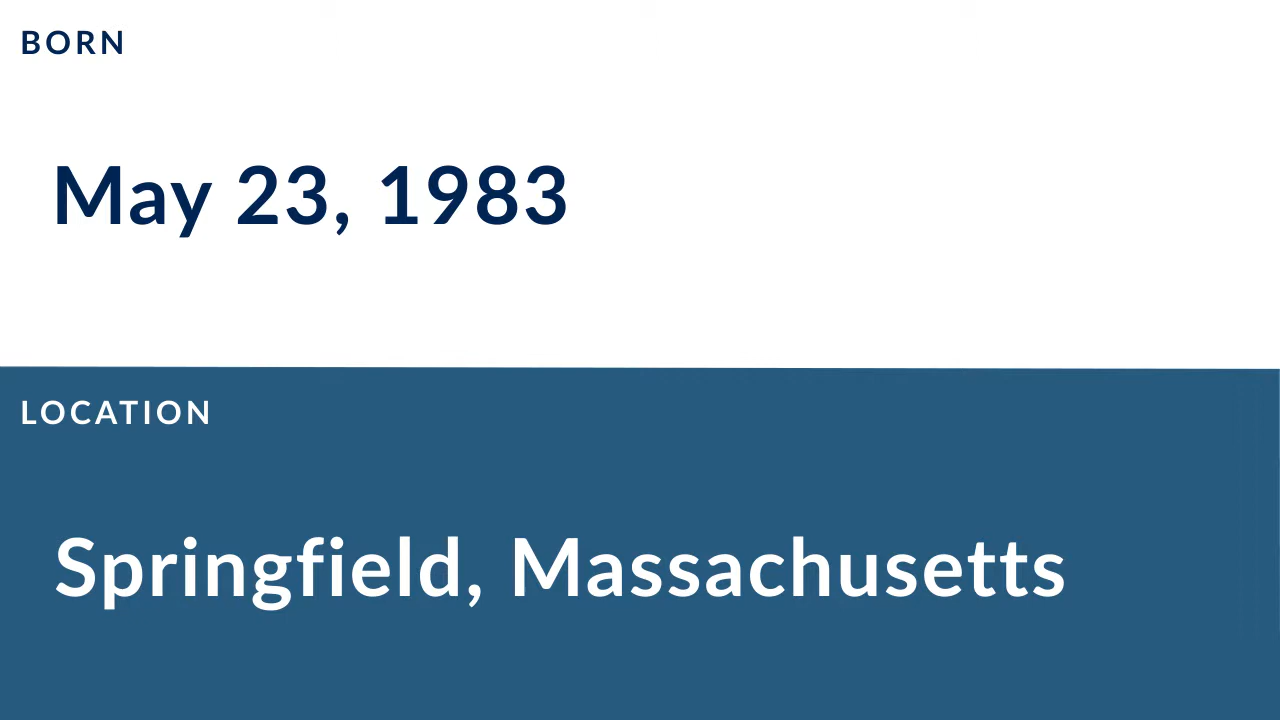 BORN
May 23, 1983
LOCATION
Springfield, Massachusetts